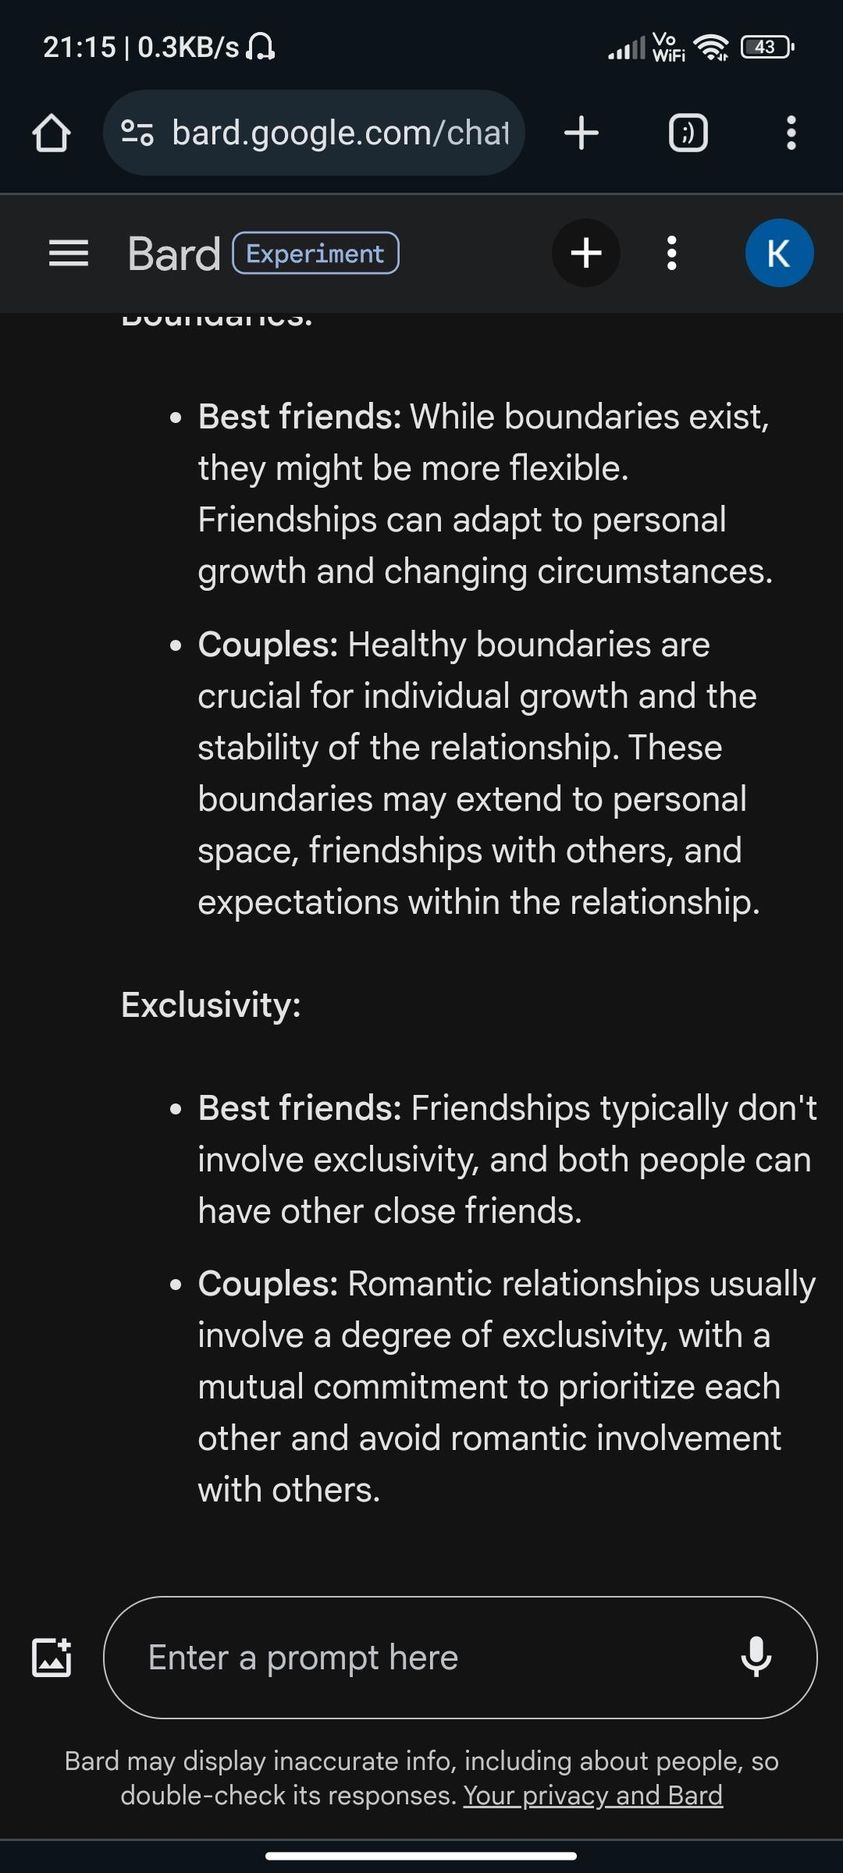 21:15 | 0.3KB/s
Vo
WiFi
43
bard.google.com/chat
:)
Bard Experiment
K
Boundaries:
• Best friends: While boundaries exist,
they might be more flexible.
Friendships can adapt to personal
growth and changing circumstances.
• Couples: Healthy boundaries are
crucial for individual growth and the
stability of the relationship. These
boundaries may extend to personal
space, friendships with others, and
expectations within the relationship.
Exclusivity:
• Best friends: Friendships typically don't
involve exclusivity, and both people can
have other close friends.
• Couples: Romantic relationships usually
involve a degree of exclusivity, with a
mutual commitment to prioritize each
other and avoid romantic involvement
with others.
Enter a prompt here
Bard may display inaccurate info, including about people, so
double-check its responses. Your privacy and Bard